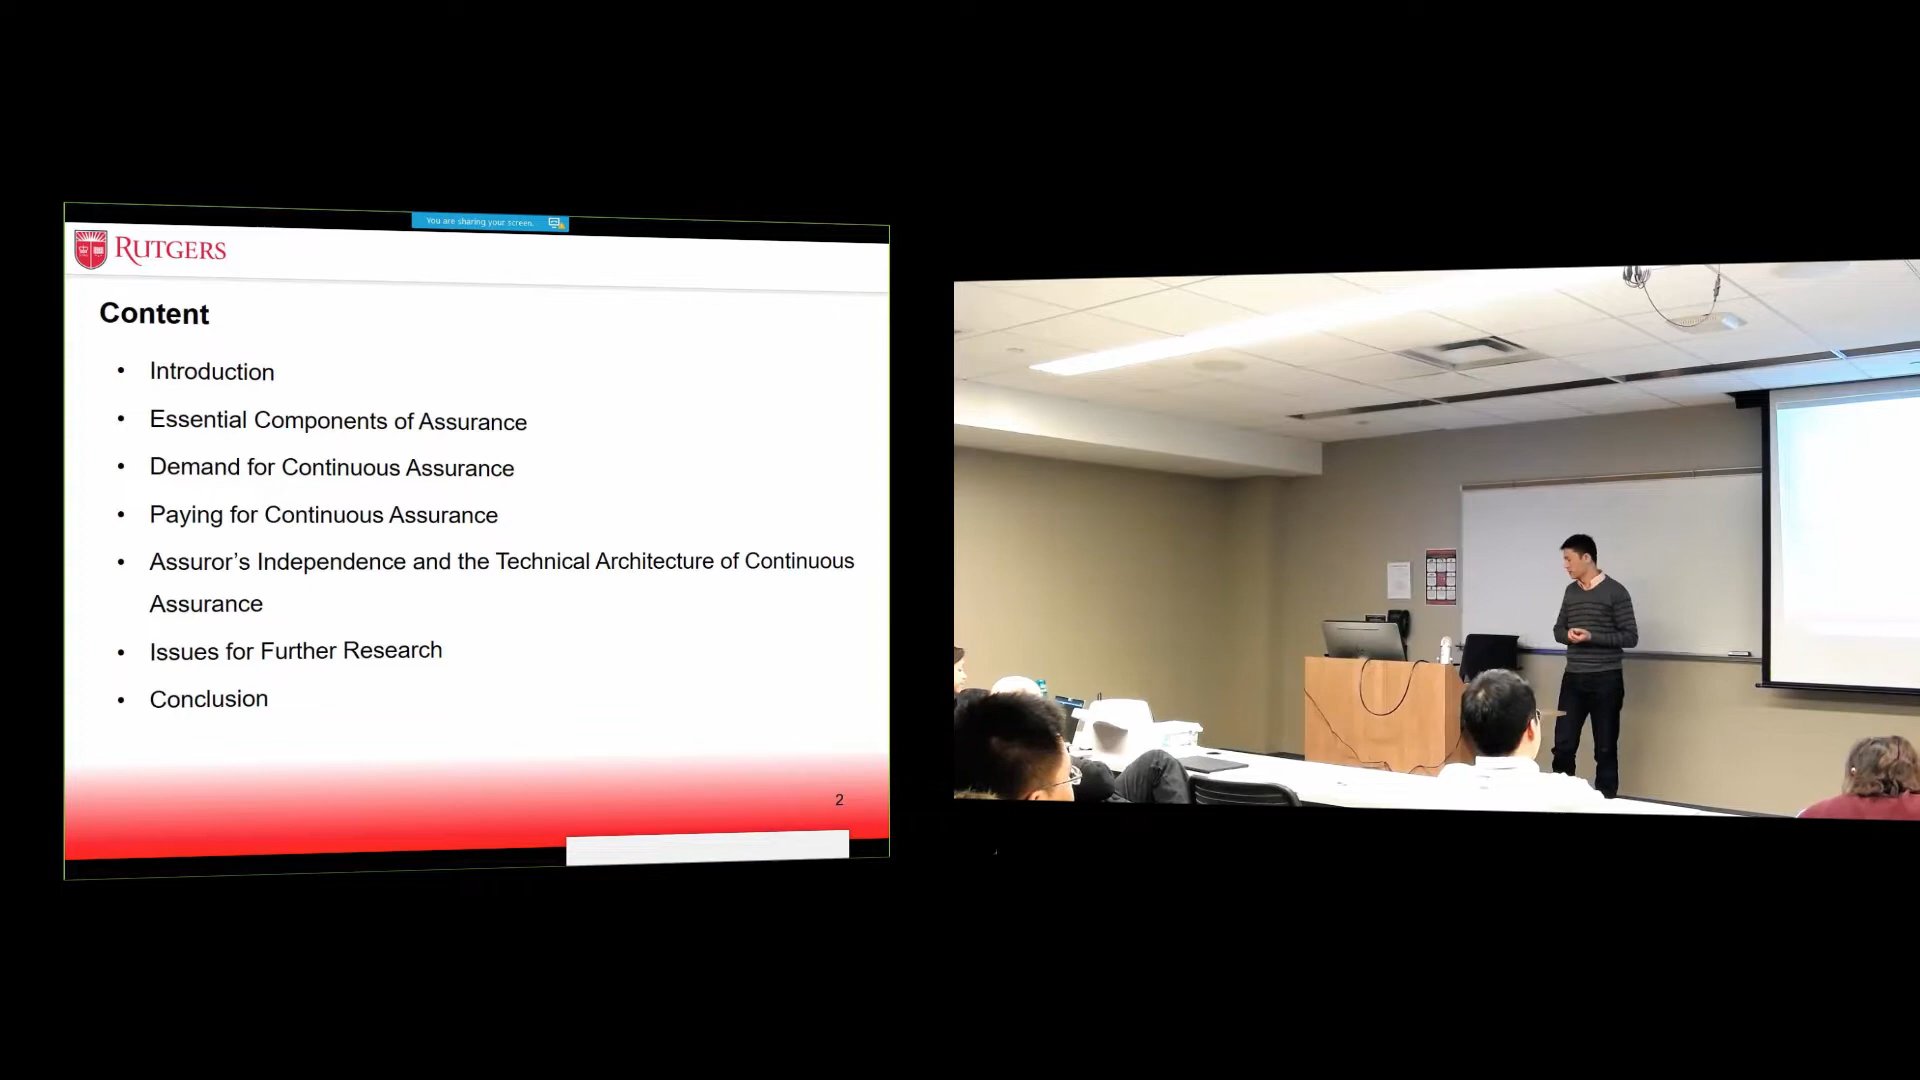 You are sharing your screen.
RUTGERS
Content
• Introduction
• Essential Components of Assurance
• Demand for Continuous Assurance
• Paying for Continuous Assurance
• Assuror’s Independence and the Technical Architecture of Continuous
Assurance
• Issues for Further Research
• Conclusion
2